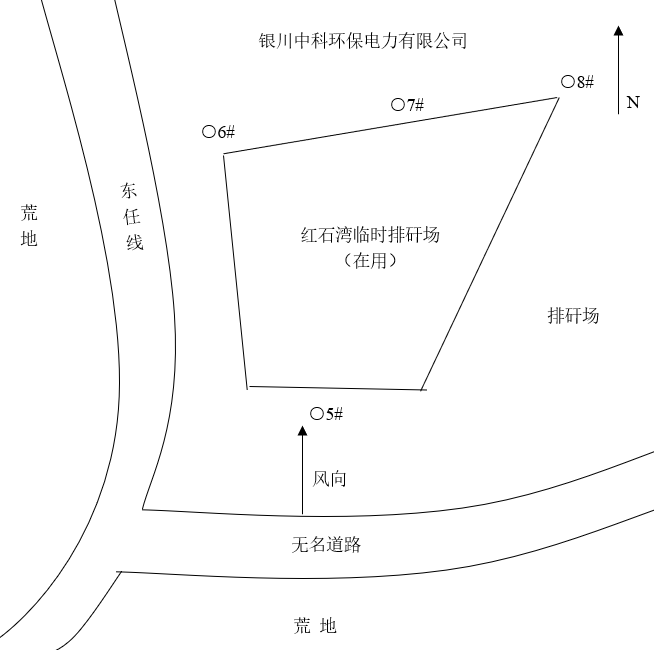 银川中科环保电力有限公司
○8#
○7#
N
○6#
东任线
荒地
红石湾临时排矸场
（在用）
排矸场
○5#
风向
无名道路
荒 地